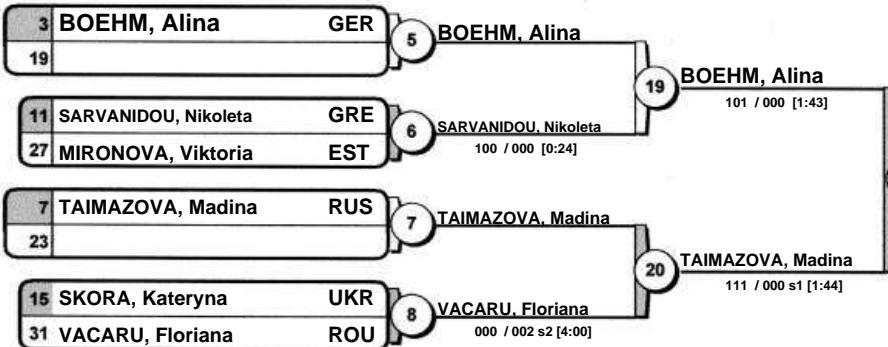 3 BOEHM, Alina GER
19
5
BOEHM, Alina
11 SARVANIDOU, Nikoleta GRE
27 MIRONOVA, Viktoria EST
6
SARVANIDOU, Nikoleta
100 / 000 [0:24]
19
BOEHM, Alina
101 / 000 [1:43]
7 TAIMAZOVA, Madina RUS
23
7
TAIMAZOVA, Madina
15 SKORA, Kateryna UKR
31 VACARU, Floriana ROU
8
VACARU, Floriana
000 / 002 s2 [4:00]
20
TAIMAZOVA, Madina
111 / 000 s1 [1:44]